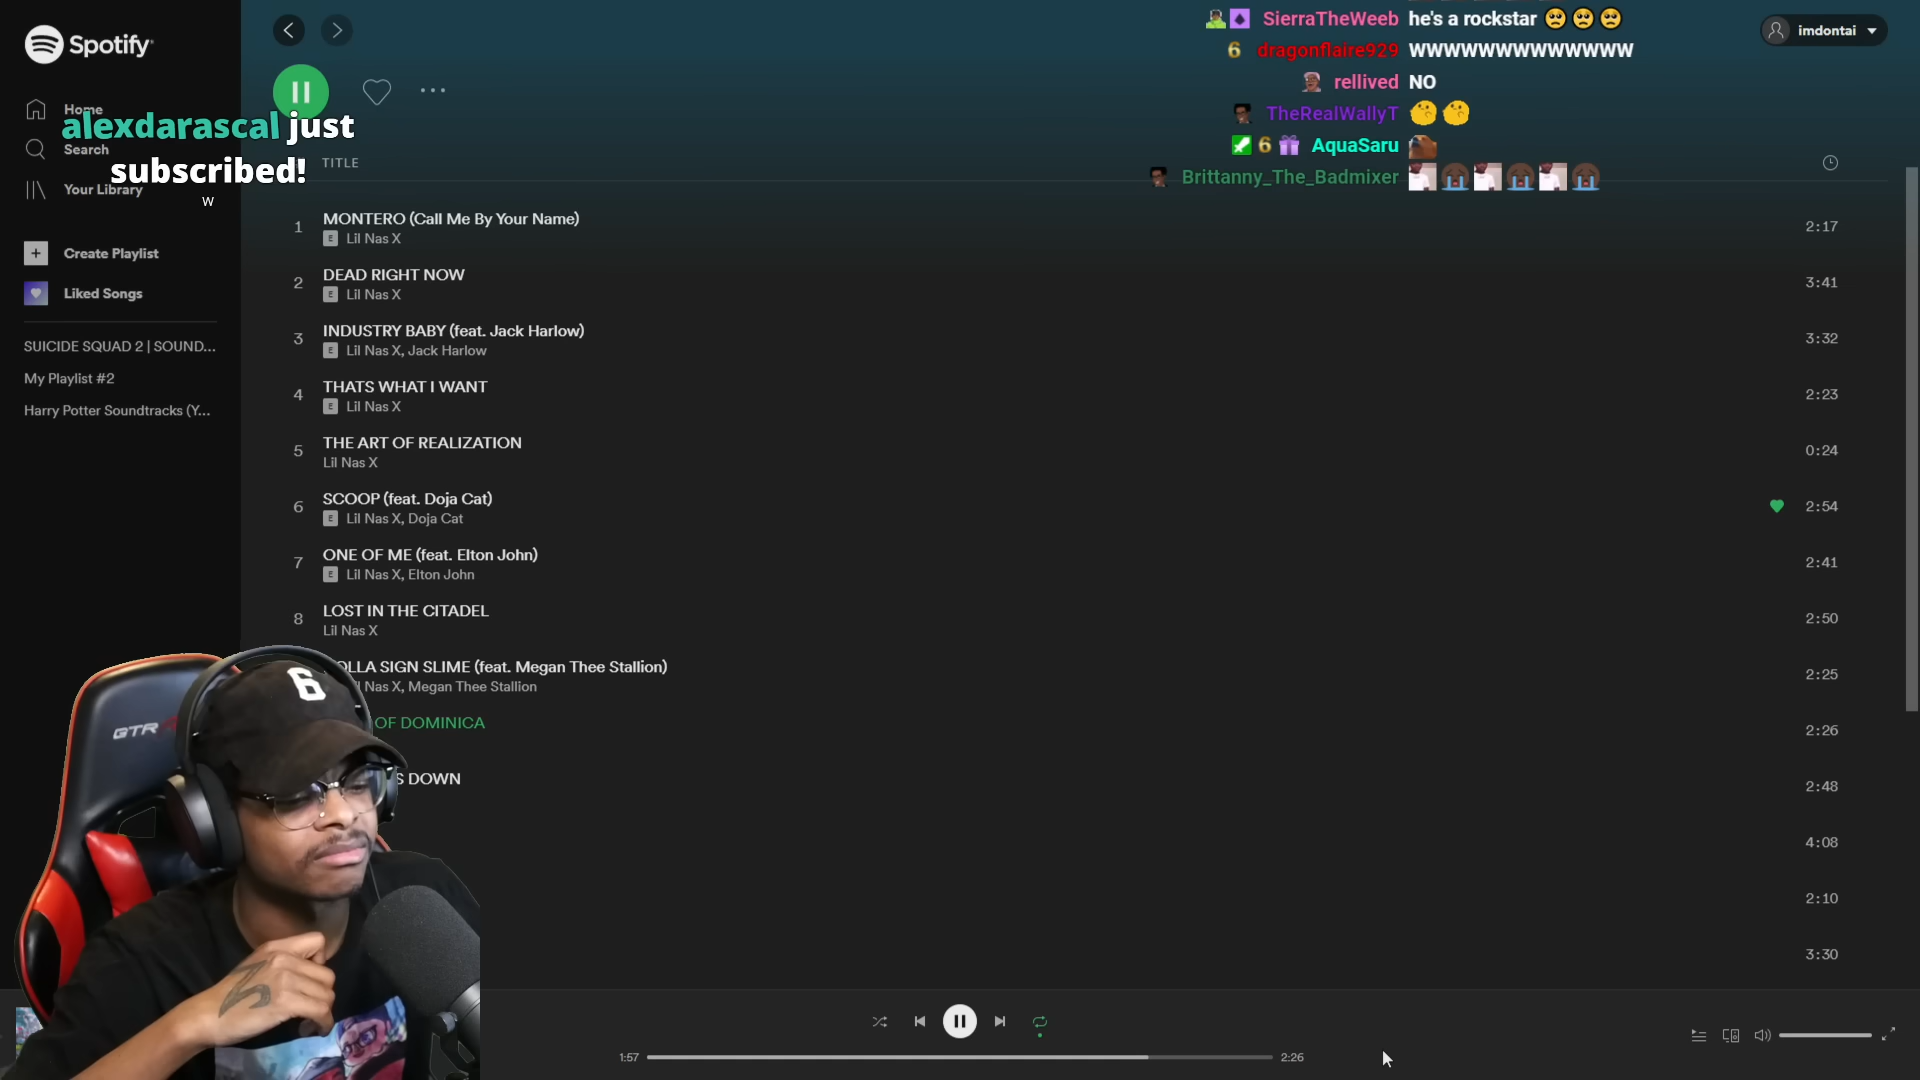 Spotify
Home
Search
Your Library
Create Playlist
Liked Songs
SUICIDE SQUAD 2 | SOUND...
My Playlist #2
Harry Potter Soundtracks (Y...
alexdarascal just
subscribed!
w
SierraTheWeeb he's a rockstar
6 dragonflaire929 WWWWWWWWWWWWW
rellived NO
TheRealWallyT
6 AquaSaru
Brittanny_The_Badmixer
imdontai
TITLE
1 MONTERO (Call Me By Your Name) 2:17
E Lil Nas X
2 DEAD RIGHT NOW 3:41
E Lil Nas X
3 INDUSTRY BABY (feat. Jack Harlow) 3:32
E Lil Nas X, Jack Harlow
4 THATS WHAT I WANT 2:23
E Lil Nas X
5 THE ART OF REALIZATION 0:24
Lil Nas X
6 SCOOP (feat. Doja Cat) 2:54
E Lil Nas X, Doja Cat
7 ONE OF ME (feat. Elton John) 2:41
E Lil Nas X, Elton John
8 LOST IN THE CITADEL 2:50
Lil Nas X
OLLA SIGN SLIME (feat. Megan Thee Stallion) 2:25
Nas X, Megan Thee Stallion
OF DOMINICA 2:26
S DOWN 2:48
4:08
2:10
3:30
6
GTR
1:57
2:26